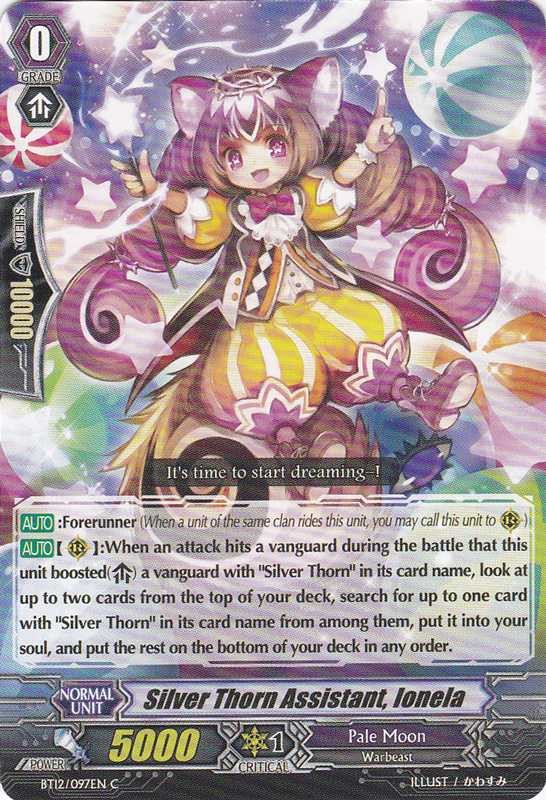 0
GRADE
SHIELD
10000
It's time to start dreaming–!
AUTO :Forerunner (When a unit of the same clan rides this unit, you may call this unit to R )
AUTO 【 R 】:When an attack hits a vanguard during the battle that this
unit boosted( ) a vanguard with "Silver Thorn" in its card name, look at
up to two cards from the top of your deck, search for up to one card
with "Silver Thorn" in its card name from among them, put it into your
soul, and put the rest on the bottom of your deck in any order.
NORMAL
UNIT
Silver Thorn Assistant, Ionela
POWER
5000
1
CRITICAL
Pale Moon
Warbeast
BT12/097EN C
ILLUST / かわすみ